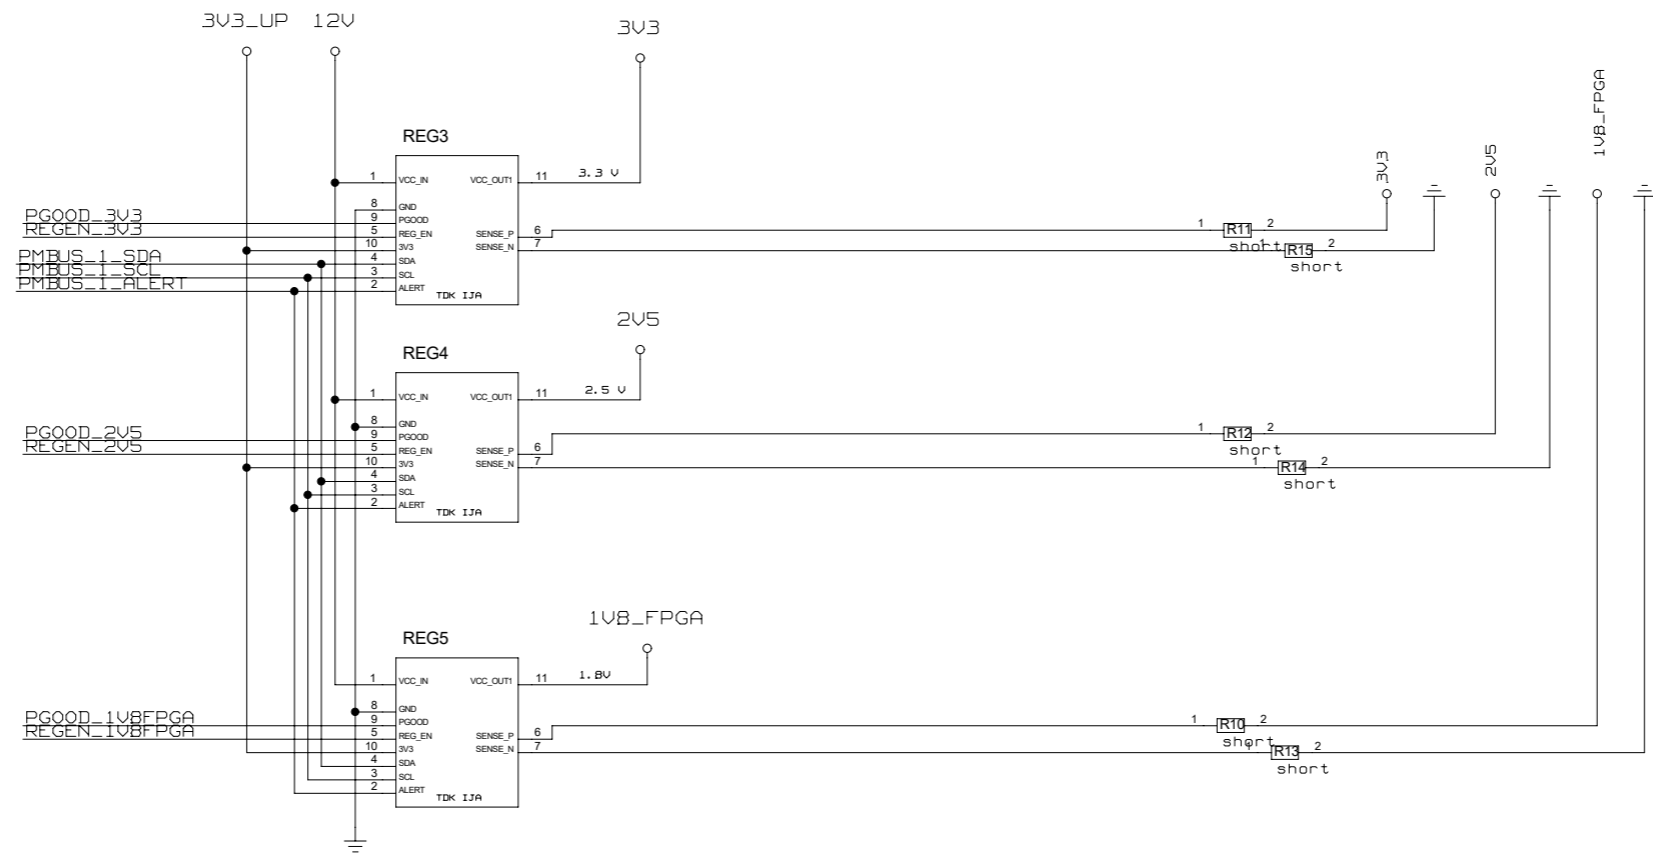 3V3_UP 12V 3V3
REG3
1 VCC_IN VCC_OUT1 11 3.3 V
8 GND
PGOOD_3V3 9 PGOOD
REGEN_3V3 5 REG_EN SENSE_P 6
10 3V3 SENSE_N 7
PMBUS_1_SDA 4 SDA
PMBUS_1_SCL 3 SCL
PMBUS_1_ALERT 2 ALERT
TDK IJA
3V3 2V5 1V8_FPGA
1 R11 2
short
1 R15 2
short
2V5
REG4
1 VCC_IN VCC_OUT1 11 2.5 V
8 GND
PGOOD_2V5 9 PGOOD
REGEN_2V5 5 REG_EN SENSE_P 6
10 3V3 SENSE_N 7
4 SDA
3 SCL
2 ALERT
TDK IJA
1 R12 2
short
1 R14 2
short
1V8_FPGA
REG5
1 VCC_IN VCC_OUT1 11 1.8V
8 GND
PGOOD_1V8FPGA 9 PGOOD
REGEN_1V8FPGA 5 REG_EN SENSE_P 6
10 3V3 SENSE_N 7
4 SDA
3 SCL
2 ALERT
TDK IJA
1 R10 2
short
1 R13 2
short